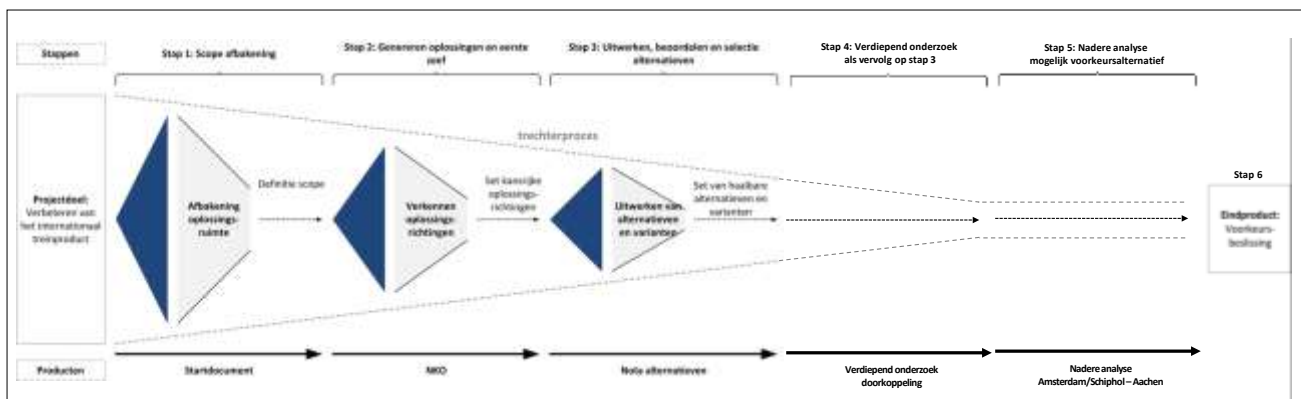 Stappen
Stap 1: Scope afbakening
Stap 2: Genereren oplossingen en eerste
zeef
Stap 3: Uitwerken, beoordelen en selectie
alternatieven
Stap 4: Verdiepend onderzoek
als vervolg op stap 3
Stap 5: Nadere analyse
mogelijk voorkeursalternatief
trechterproces
Projectdoel:
Verbeteren van
het internationaal
treinproduct
Afbakening
oplossings-
ruimte
Definitie scope
Verkennen
oplossings-
richtingen
Set kansrijke
oplossings-
richtingen
Uitwerken van
alternatieven
en varianten
Set van haalbare
alternatieven en
varianten
Stap 6
Eindproduct:
Voorkeurs-
beslissing
Producten
Startdocument
NKO
Nota alternatieven
Verdiepend onderzoek
doorkoppeling
Nadere analyse
Amsterdam/Schiphol – Aachen